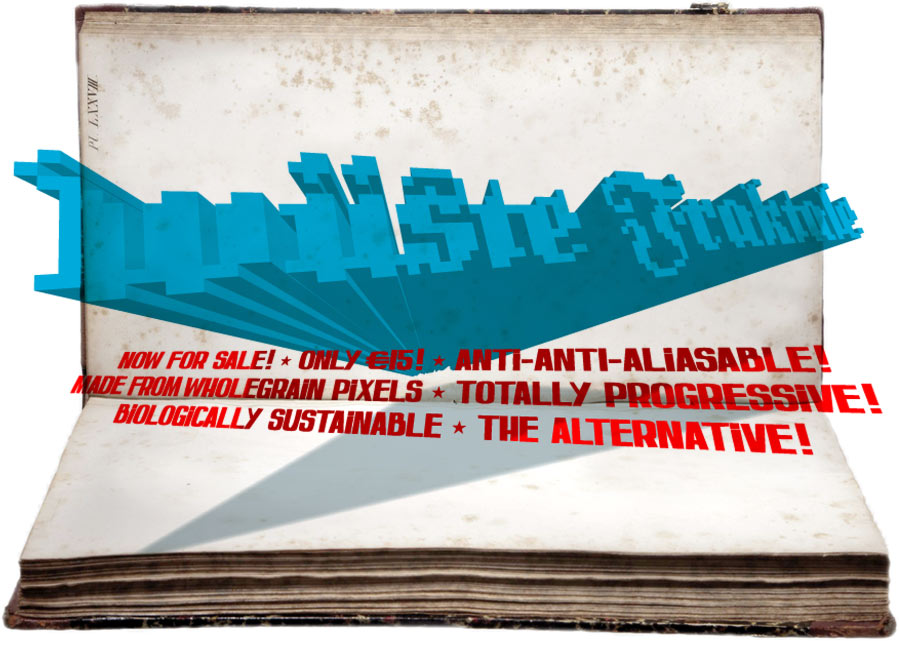 NOW FOR SALE! ★ ONLY €15! ★ ANTI-ANTI-ALIASABLE!
MADE FROM WHOLEGRAIN PIXELS ★ TOTALLY PROGRESSIVE!
BIOLOGICALLY SUSTAINABLE ★ THE ALTERNATIVE!